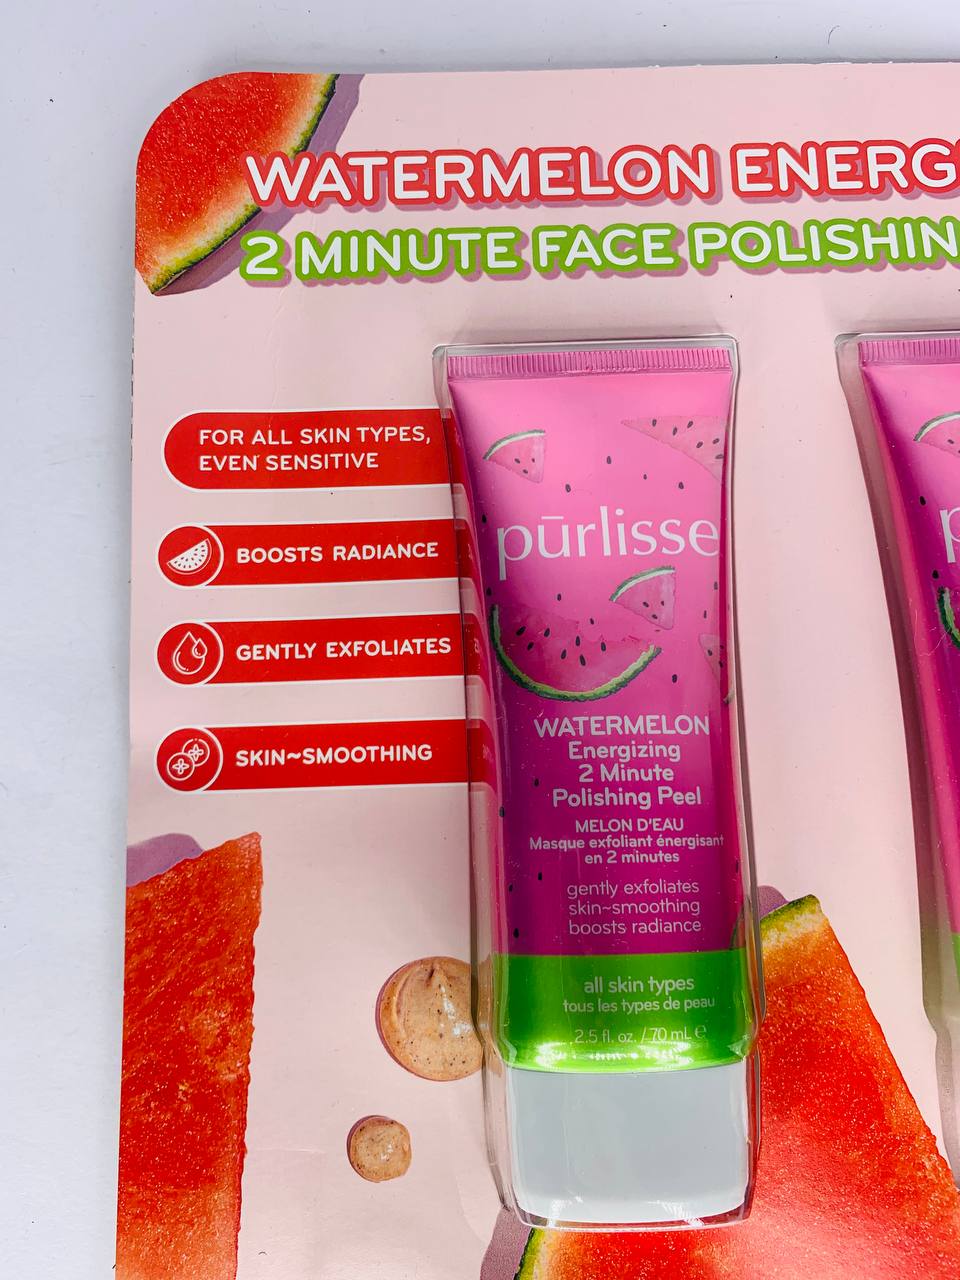 WATERMELON ENERG
2 MINUTE FACE POLISHIN
FOR ALL SKIN TYPES,
EVEN SENSITIVE
BOOSTS RADIANCE
GENTLY EXFOLIATES
SKIN~SMOOTHING
pūrlisse
WATERMELON
Energizing
2 Minute
Polishing Peel
MELON D'EAU
Masque exfoliant énergisant
en 2 minutes
gently exfoliates
skin~smoothing
boosts radiance
all skin types
tous les types de peau
2.5 fl. oz. / 70 mL ℮
p